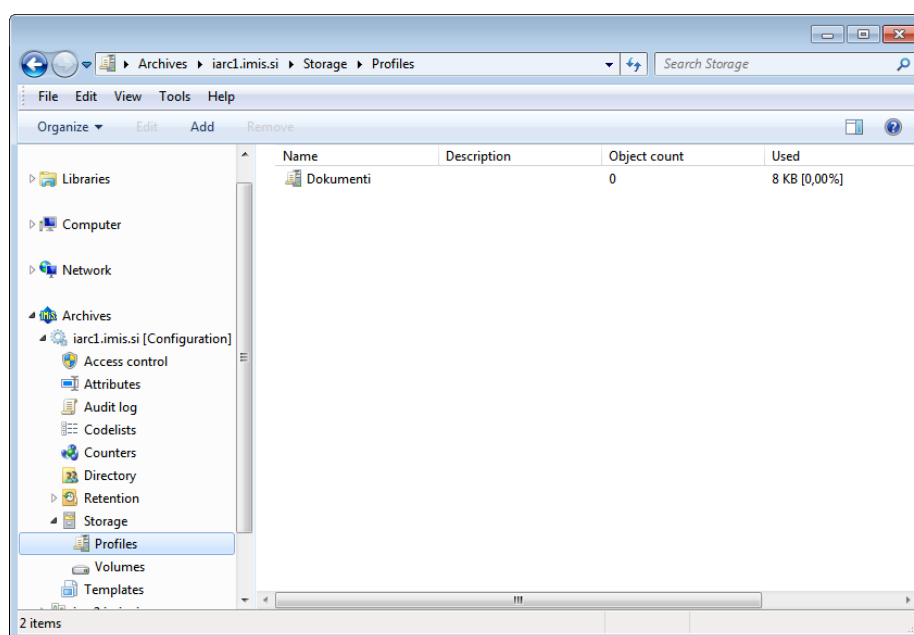 Archives iarc1.imis.si Storage Profiles Search Storage
File Edit View Tools Help
Organize Edit Add Remove
Name Description Object count Used
Dokumenti 0 8 KB [0,00%]
Libraries
Computer
Network
Archives
iarc1.imis.si [Configuration]
Access control
Attributes
Audit log
Codelists
Counters
Directory
Retention
Storage
Profiles
Volumes
Templates
2 items